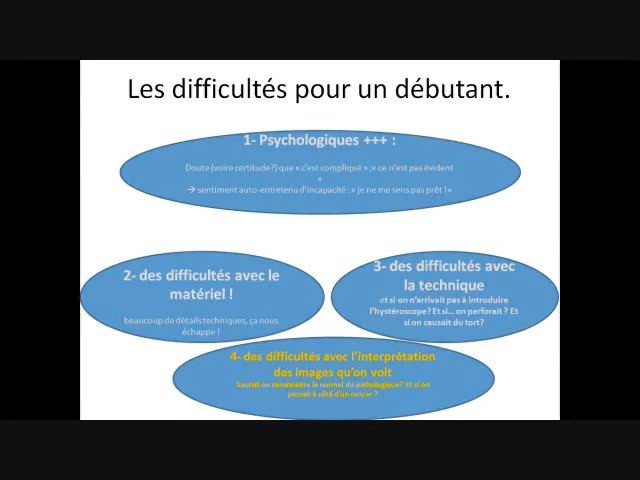 Les difficultés pour un débutant.
1- Psychologiques +++ :
Doute (voire certitude?) que « c'est compliqué » ;« ce n'est pas évident
»
→ sentiment auto-entretenu d'incapacité : « je ne me sens pas prêt ! »
2- des difficultés avec le
matériel !
beaucoup de détails techniques, ça nous
échappe !
3- des difficultés avec
la technique
et si on n'arrivait pas à introduire
l'hystéroscope? Et si... on perforait ? Et
si on causait du tort?
4- des difficultés avec l'interprétation
des images qu'on voit
Saurait-on reconnaître le normal du pathologique? Et si on
passait à côté d'un cancer ?